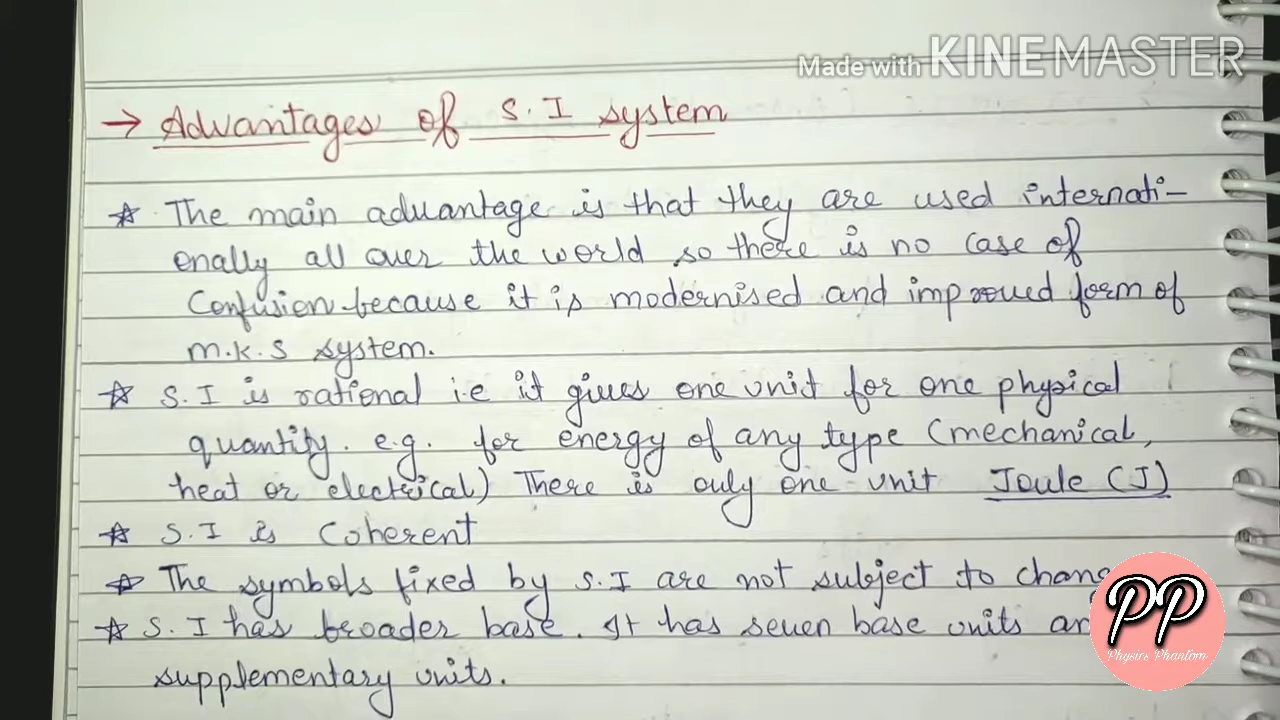 Made with KINEMASTER
→ Advantages of S.I system
☆ The main advantage is that they are used internati-
onally all over the world so there is no case of
Confusion because it is modernised and improved form of
m.k.s system.
☆ S.I is rational i.e it gives one unit for one physical
quantity. e.g. for energy of any type (mechanical,
heat or electrical) There is only one unit Joule (J)
☆ S.I is Coherent
☆ The symbols fixed by S.I are not subject to chang
☆ S.I has broader base. It has seven base units an
supplementary units.
PP
Physics Phantom